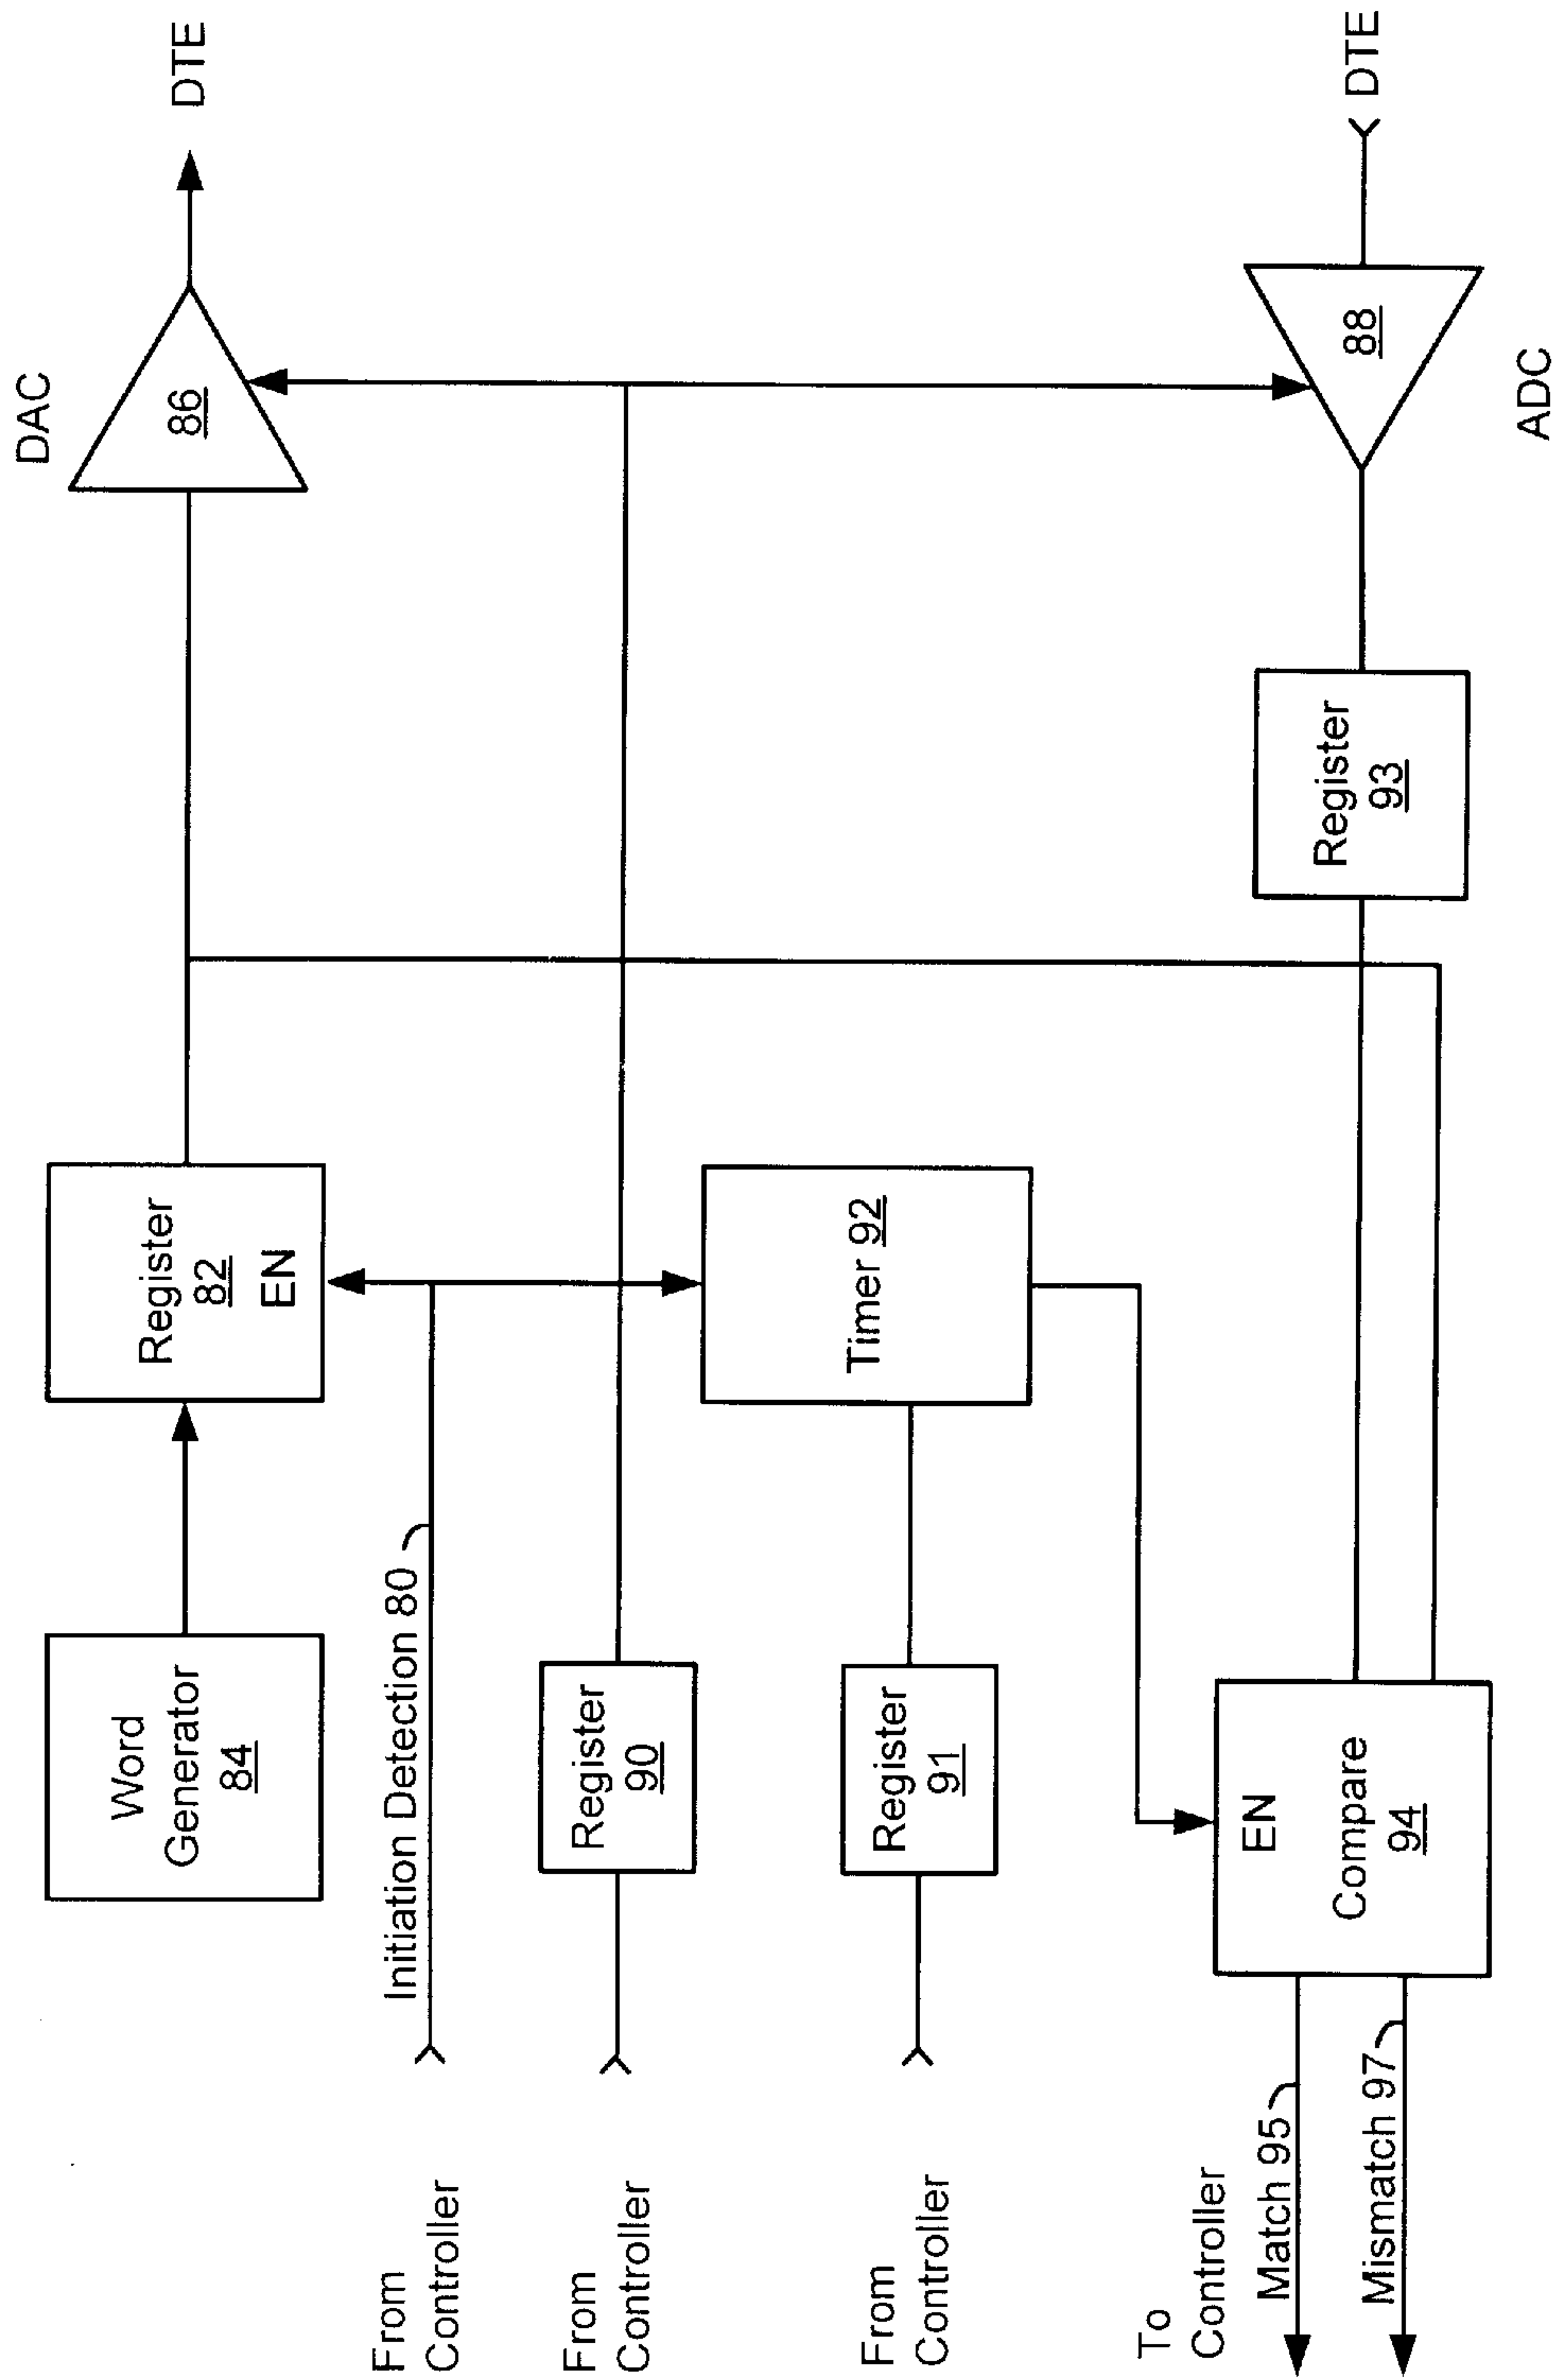 DAC
Word
Generator
84
Register
82
EN
86
DTE
From
Controller
Initiation Detection 80
From
Controller
Register
90
From
Controller
Register
91
Timer 92
To
Controller
Match 95
Mismatch 97
EN
Compare
94
Register
93
88
DTE
ADC